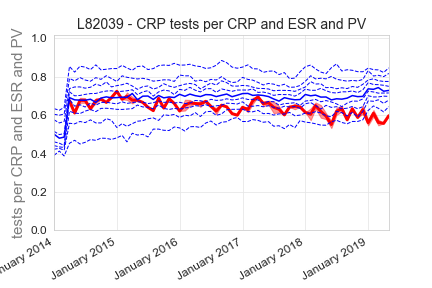 L82039 - CRP tests per CRP and ESR and PV
tests per CRP and ESR and PV
1.0
0.8
0.6
0.4
0.2
0.0
January 2015
January 2016
January 2017
January 2018
January 2019
2014